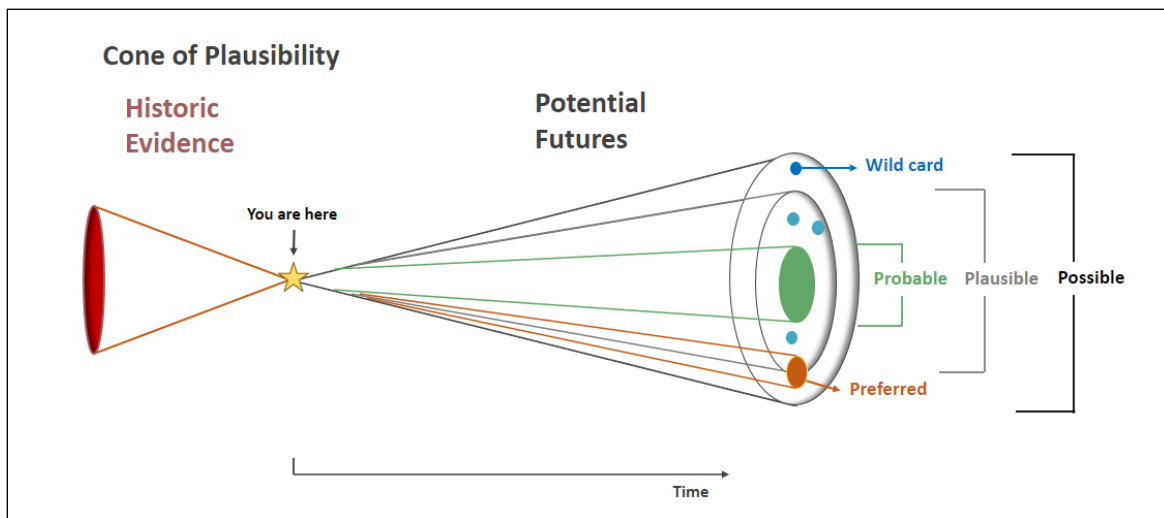 Cone of Plausibility
Historic
Evidence
Potential
Futures
You are here
Wild card
Probable
Plausible
Possible
Preferred
Time